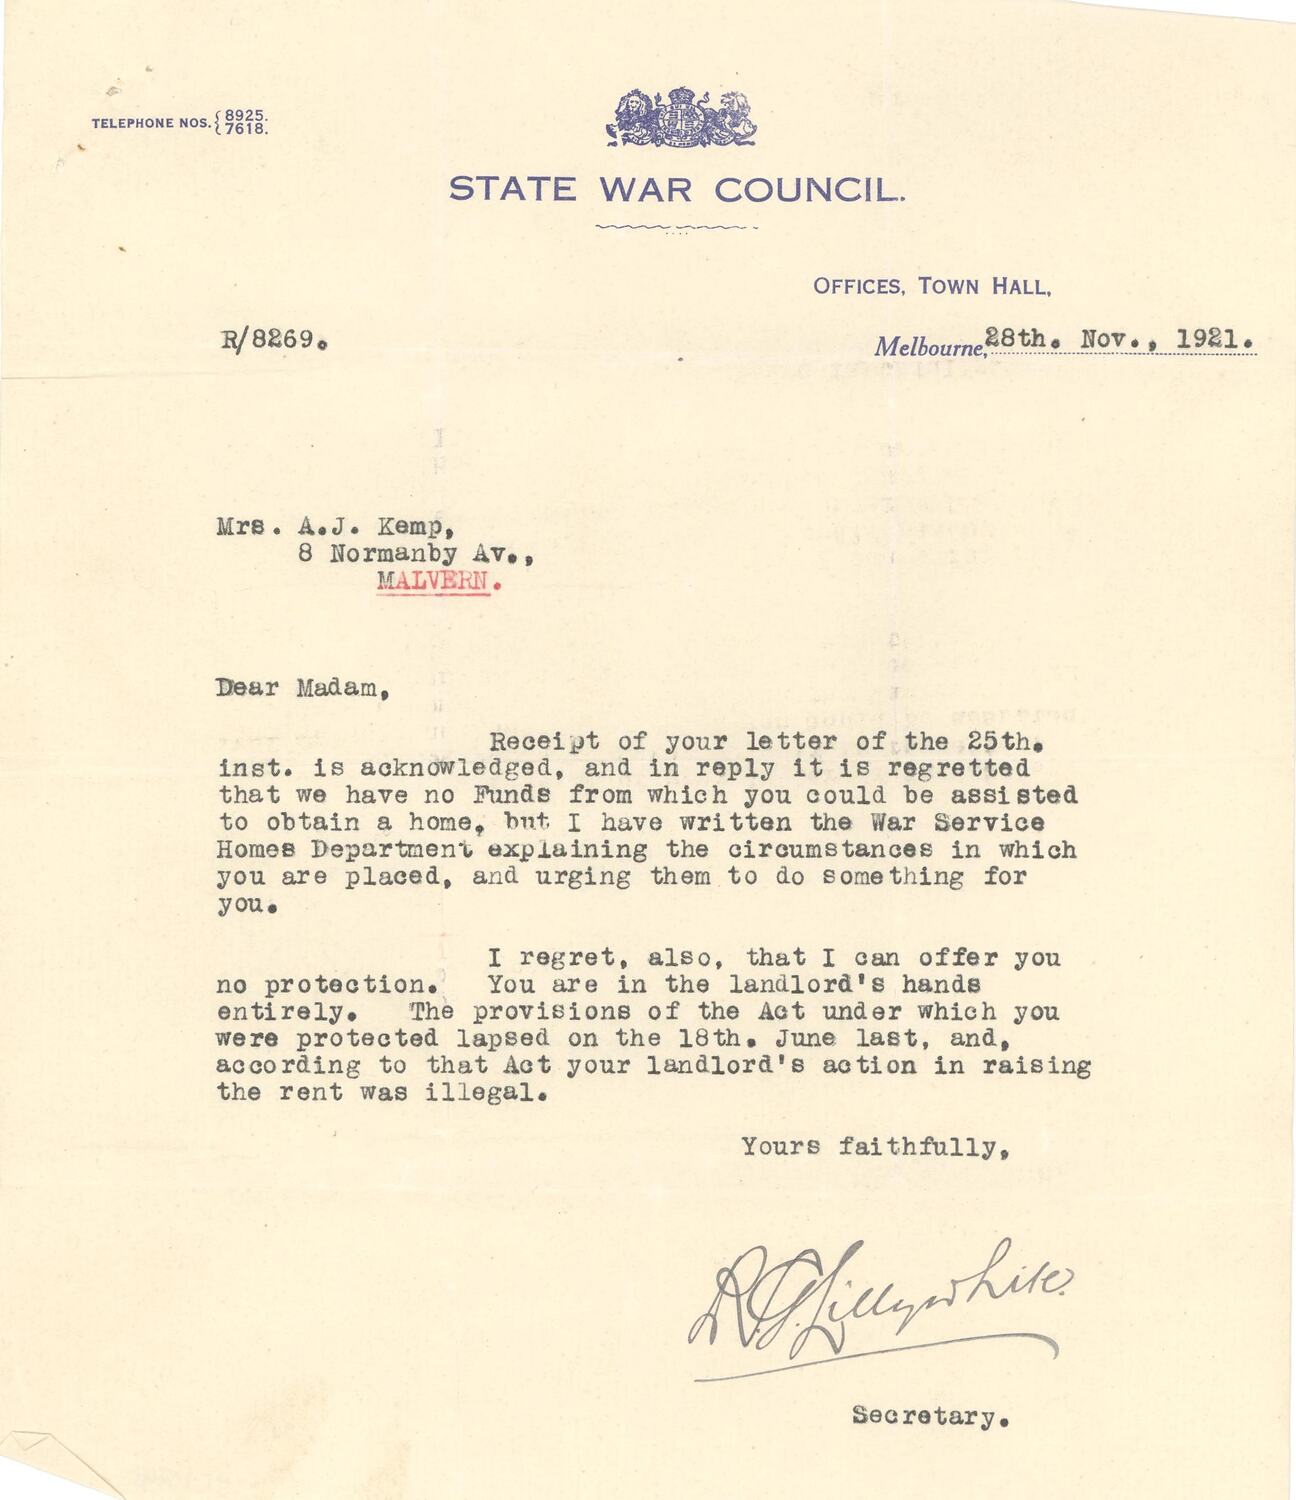 TELEPHONE NOS. { 8925.
7618.
STATE WAR COUNCIL.
OFFICES, TOWN HALL,
R/8269.
Melbourne, 28th. Nov., 1921.
Mrs. A.J. Kemp,
8 Normanby Av.,
MALVERN.
Dear Madam,
Receipt of your letter of the 25th.
inst. is acknowledged, and in reply it is regretted
that we have no Funds from which you could be assisted
to obtain a home, but I have written the War Service
Homes Department explaining the circumstances in which
you are placed, and urging them to do something for
you.
I regret, also, that I can offer you
no protection. You are in the landlord's hands
entirely. The provisions of the Act under which you
were protected lapsed on the 18th. June last, and,
according to that Act your landlord's action in raising
the rent was illegal.
Yours faithfully,
R.G. Lillywhite.
Secretary.